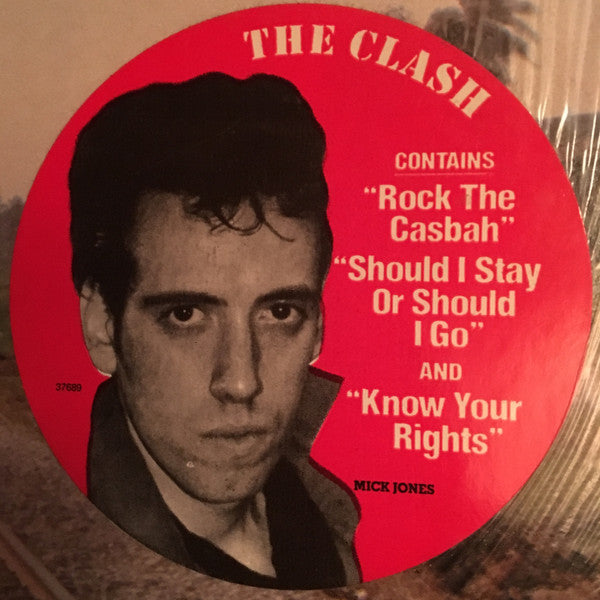 THE CLASH
CONTAINS
“Rock The
Casbah”
“Should I Stay
Or Should
I Go”
AND
“Know Your
Rights”
37689
MICK JONES